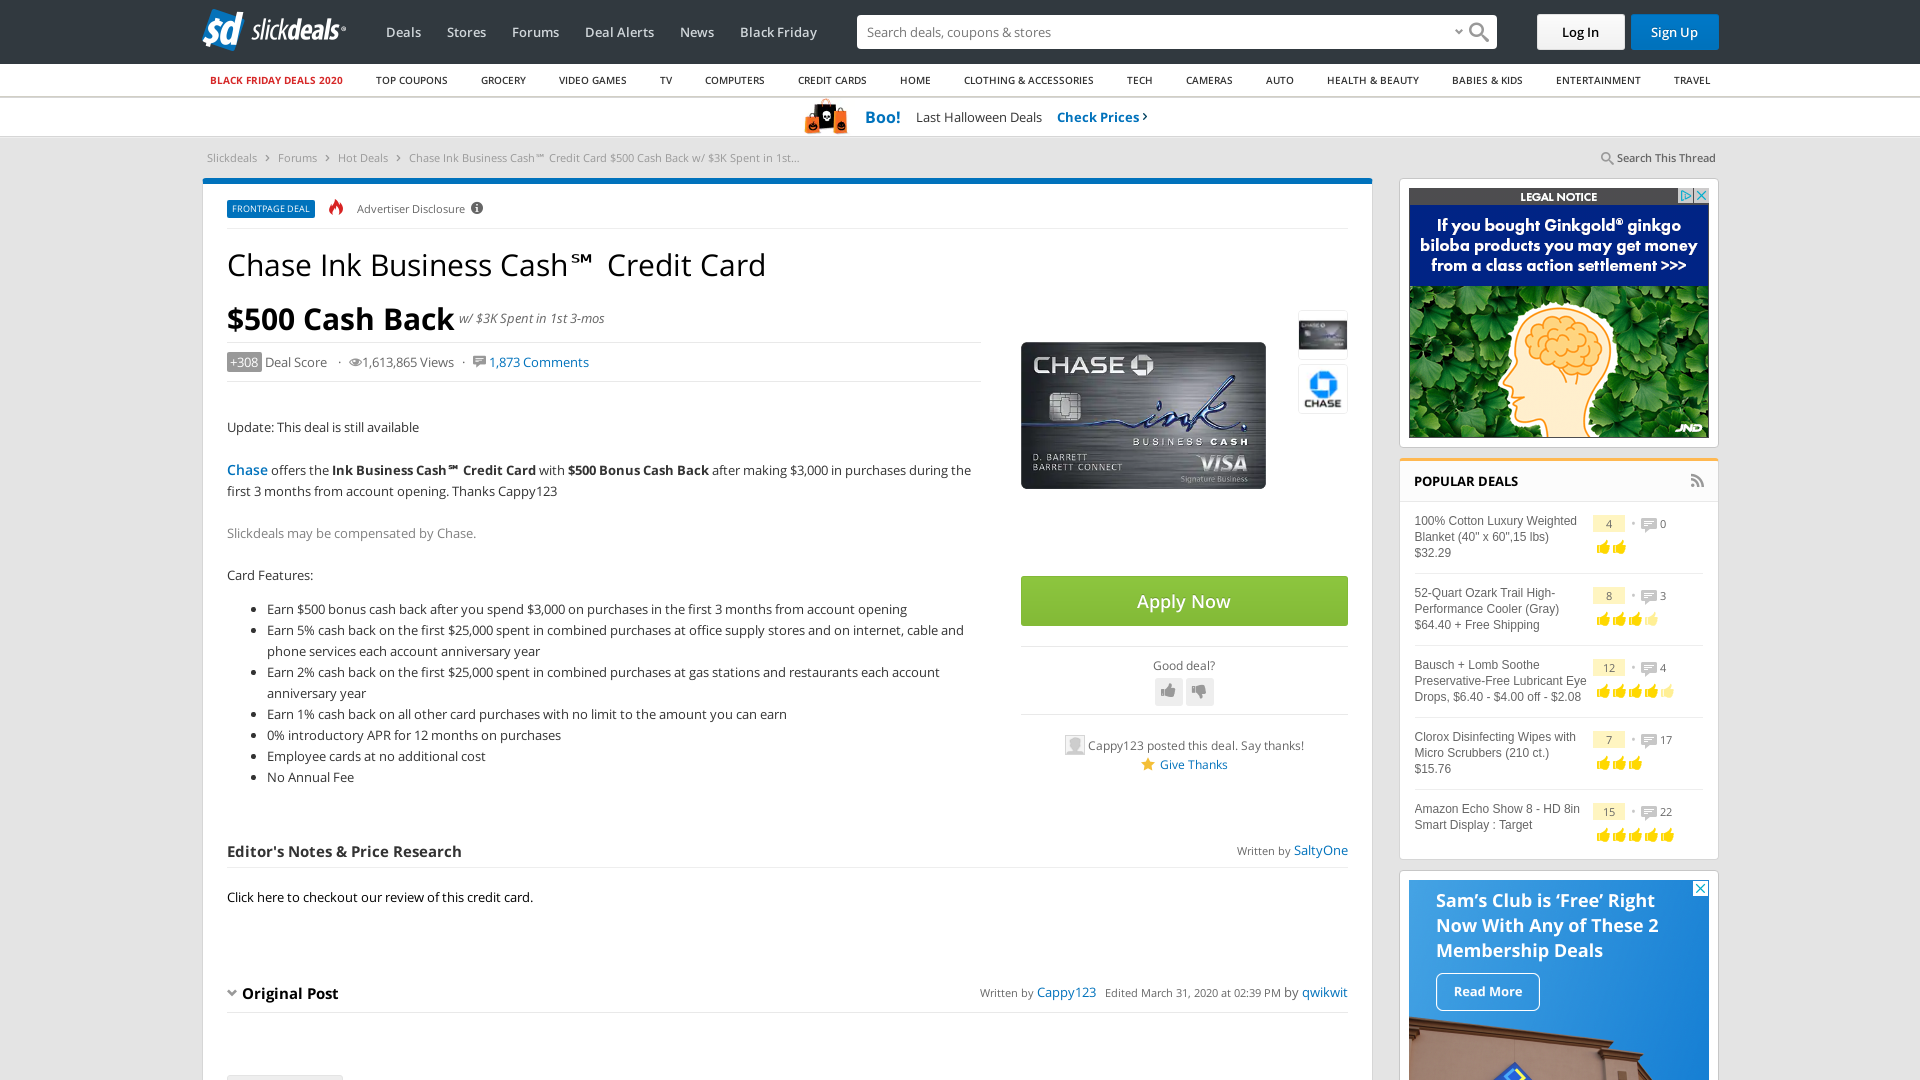 slickdeals
Deals
Stores
Forums
Deal Alerts
News
Black Friday
Search deals, coupons & stores
Log In
Sign Up
BLACK FRIDAY DEALS 2020
TOP COUPONS
GROCERY
VIDEO GAMES
TV
COMPUTERS
CREDIT CARDS
HOME
CLOTHING & ACCESSORIES
TECH
CAMERAS
AUTO
HEALTH & BEAUTY
BABIES & KIDS
ENTERTAINMENT
TRAVEL
Boo! Last Halloween Deals Check Prices
Slickdeals > Forums > Hot Deals > Chase Ink Business Cash℠ Credit Card $500 Cash Back w/ $3K Spent in 1st...
Search This Thread
FRONTPAGE DEAL
Advertiser Disclosure
Chase Ink Business Cash℠ Credit Card
$500 Cash Back w/ $3K Spent in 1st 3-mos
+308 Deal Score · 1,613,865 Views · 1,873 Comments
Update: This deal is still available
Chase offers the Ink Business Cash℠ Credit Card with $500 Bonus Cash Back after making $3,000 in purchases during the
first 3 months from account opening. Thanks Cappy123
Slickdeals may be compensated by Chase.
Card Features:
Earn $500 bonus cash back after you spend $3,000 on purchases in the first 3 months from account opening
Earn 5% cash back on the first $25,000 spent in combined purchases at office supply stores and on internet, cable and
phone services each account anniversary year
Earn 2% cash back on the first $25,000 spent in combined purchases at gas stations and restaurants each account
anniversary year
Earn 1% cash back on all other card purchases with no limit to the amount you can earn
0% introductory APR for 12 months on purchases
Employee cards at no additional cost
No Annual Fee
CHASE
ink.
BUSINESS CASH
D. BARRETT
BARRETT CONNECT
VISA
Signature Business
CHASE
Apply Now
Good deal?
Cappy123 posted this deal. Say thanks!
Give Thanks
Editor's Notes & Price Research
Written by SaltyOne
Click here to checkout our review of this credit card.
Original Post
Written by Cappy123 Edited March 31, 2020 at 02:39 PM by qwikwit
LEGAL NOTICE
If you bought Ginkgold® ginkgo
biloba products you may get money
from a class action settlement >>>
JND
POPULAR DEALS
100% Cotton Luxury Weighted
Blanket (40" x 60",15 lbs)
$32.29
4 · 0
52-Quart Ozark Trail High-
Performance Cooler (Gray)
$64.40 + Free Shipping
8 · 3
Bausch + Lomb Soothe
Preservative-Free Lubricant Eye
Drops, $6.40 - $4.00 off - $2.08
12 · 4
Clorox Disinfecting Wipes with
Micro Scrubbers (210 ct.)
$15.76
7 · 17
Amazon Echo Show 8 - HD 8in
Smart Display : Target
15 · 22
Sam's Club is 'Free' Right
Now With Any of These 2
Membership Deals
Read More